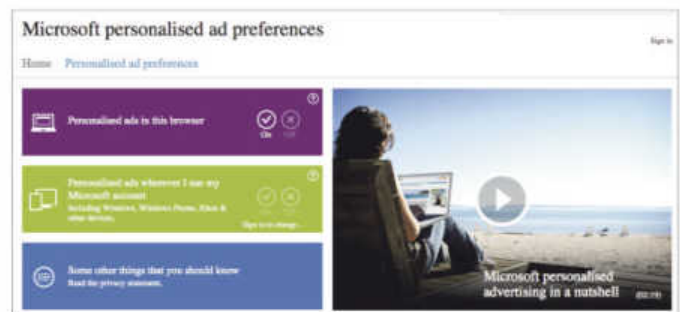 Microsoft personalised ad preferences
Sign in
Home Personalised ad preferences
Personalised ads in this browser
On Off
Personalised ads wherever I use my
Microsoft account
Including Windows, Windows Phone, Xbox &
other devices.
Sign in to change.
Some other things that you should know
Read the privacy statement.
Microsoft personalised
advertising in a nutshell